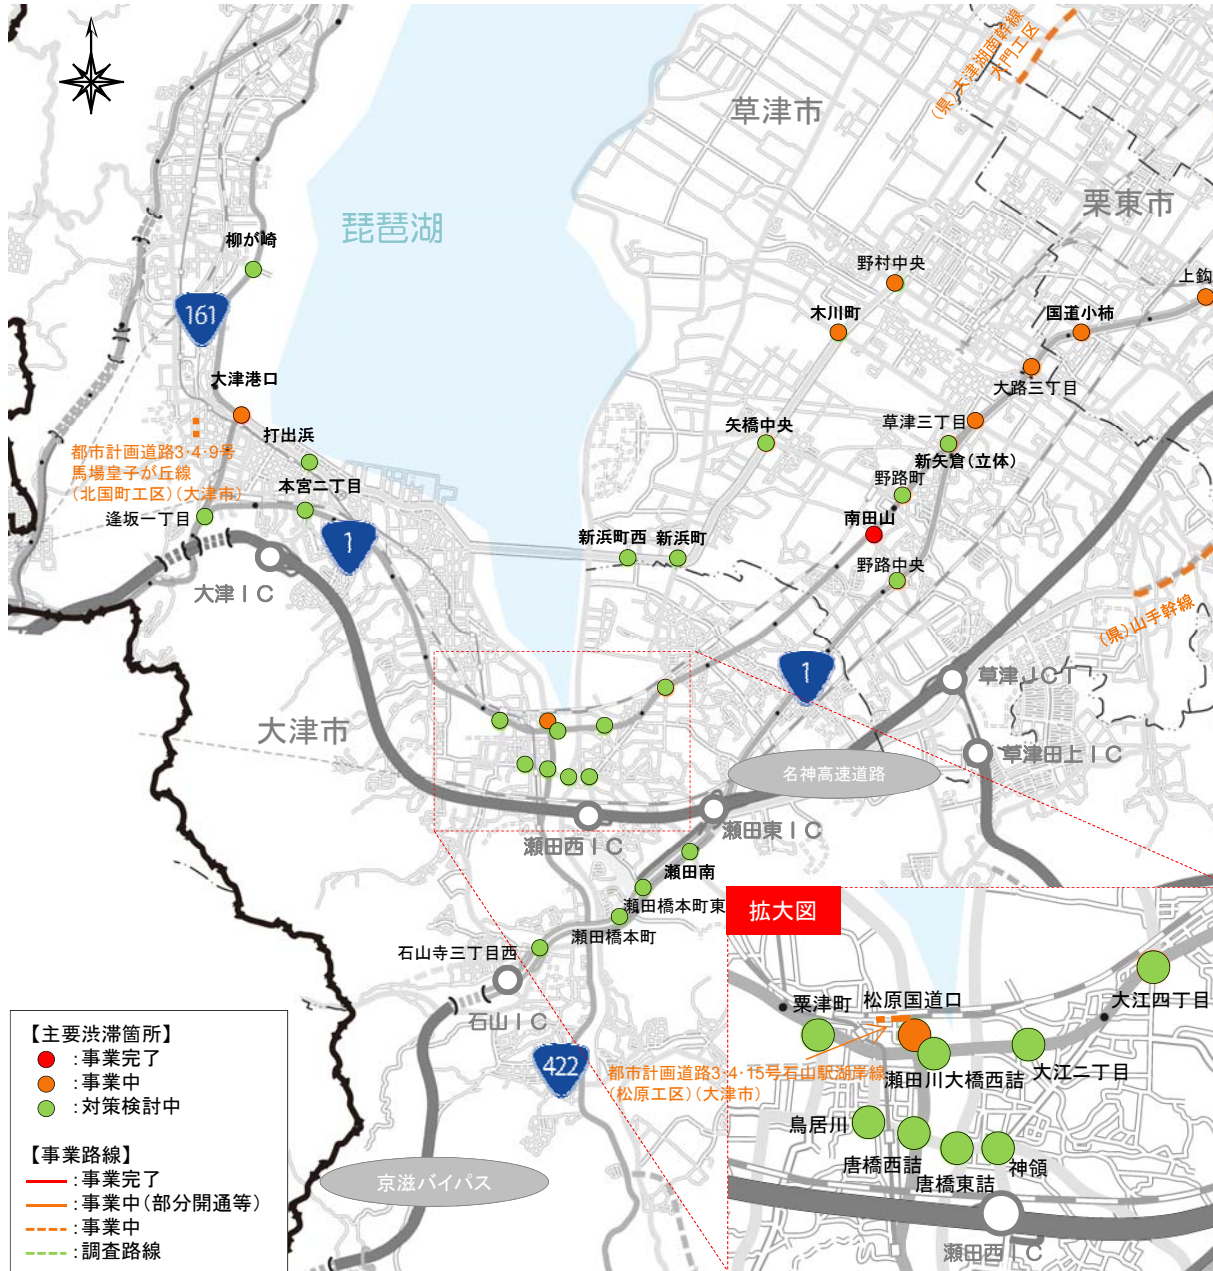 (県)大津湖南幹線
大門工区
草津市
栗東市
琵琶湖
柳が崎
161
野村中央
上鈎
木川町
国道小柿
大津港口
大路三丁目
打出浜
矢橋中央
草津三丁目
新矢倉(立体)
都市計画道路3・4・9号
馬場皇子が丘線
(北国町工区)(大津市)
本宮二丁目
野路町
逢坂一丁目
南田山
1
新浜町西
新浜町
野路中央
大津IC
(県)山手幹線
1
草津JCT
大津市
草津田上IC
名神高速道路
瀬田西IC
瀬田東IC
瀬田南
瀬田橋本町東
瀬田橋本町
石山寺三丁目西
石山IC
422
京滋バイパス
拡大図
粟津町
松原国道口
大江四丁目
都市計画道路3・4・15号石山駅湖岸線
(松原工区)(大津市)
瀬田川大橋西詰
大江二丁目
鳥居川
唐橋西詰
唐橋東詰
神領
瀬田西IC
【主要渋滞箇所】
:事業完了
:事業中
:対策検討中
【事業路線】
:事業完了
:事業中(部分開通等)
:事業中
:調査路線